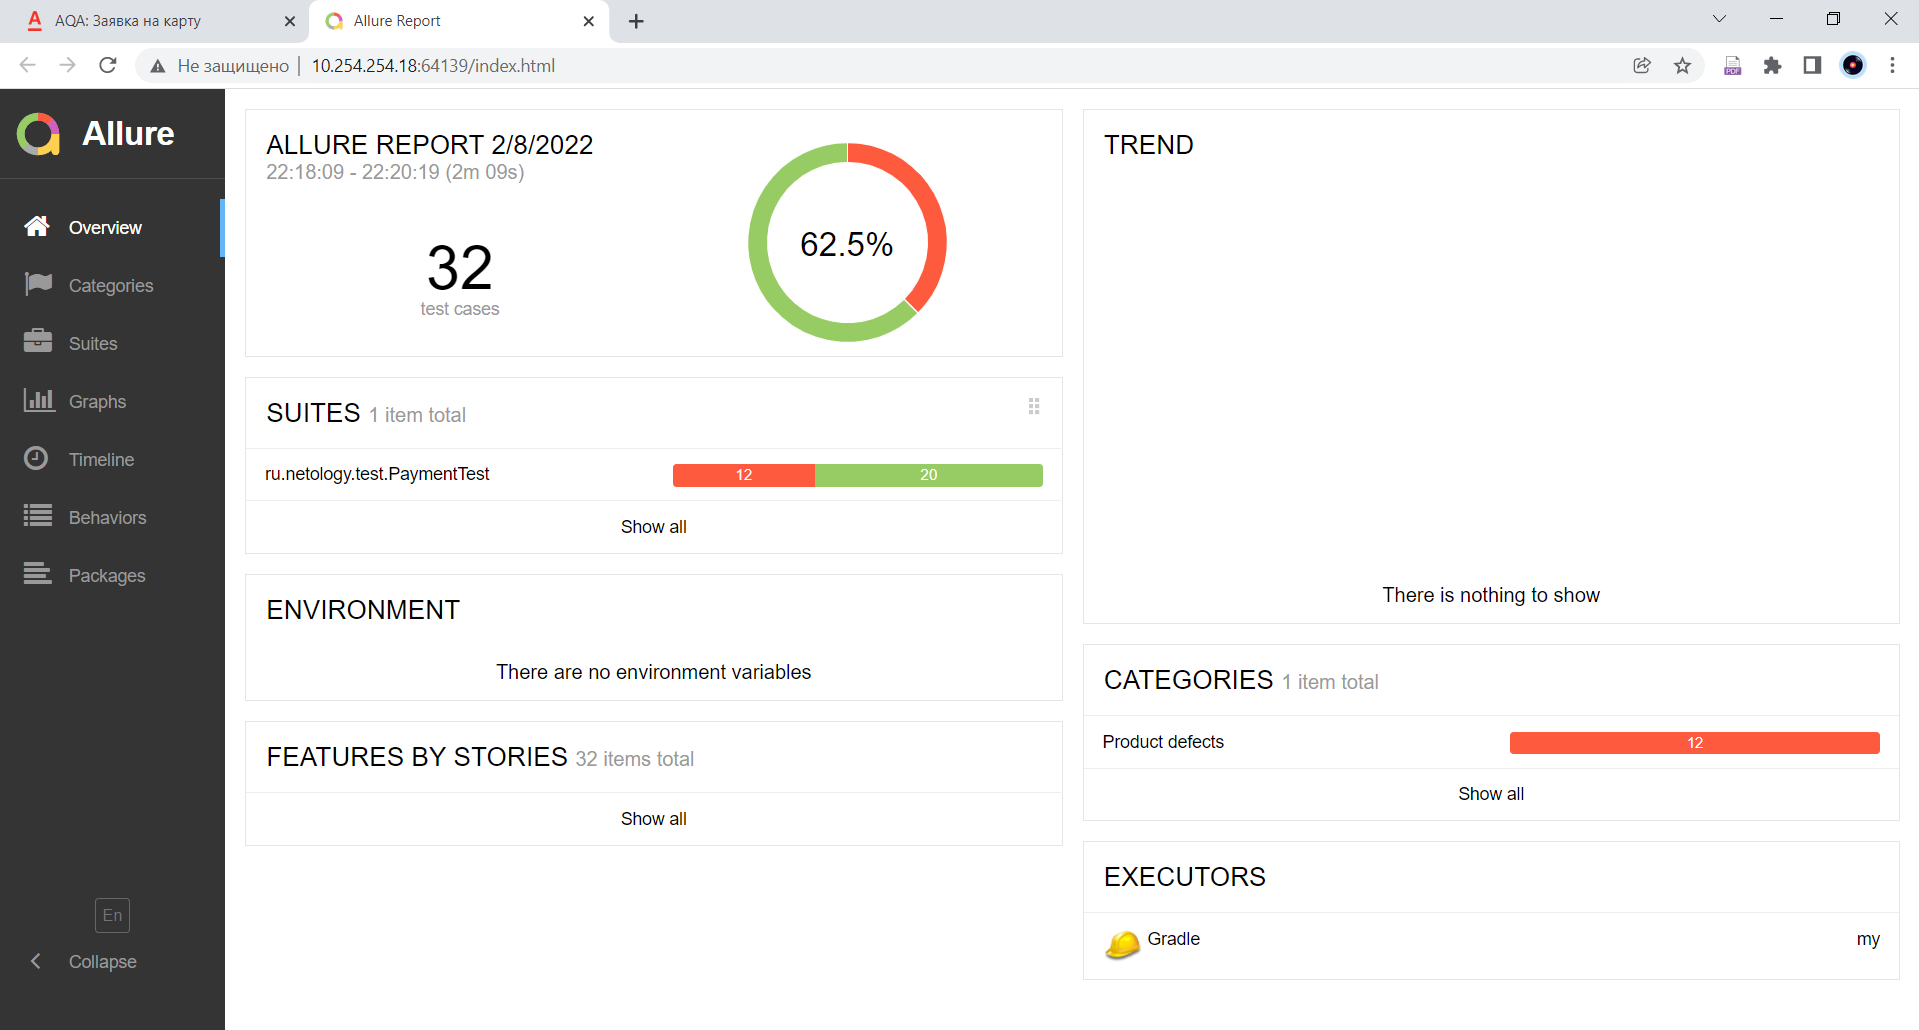 AQA: Заявка на карту
Allure Report
Не защищено | 10.254.254.18:64139/index.html
PDF
Allure
Overview
Categories
Suites
Graphs
Timeline
Behaviors
Packages
En
Collapse
ALLURE REPORT 2/8/2022
22:18:09 - 22:20:19 (2m 09s)
32
test cases
62.5%
SUITES 1 item total
ru.netology.test.PaymentTest 12 20
Show all
ENVIRONMENT
There are no environment variables
FEATURES BY STORIES 32 items total
Show all
TREND
There is nothing to show
CATEGORIES 1 item total
Product defects 12
Show all
EXECUTORS
Gradle my